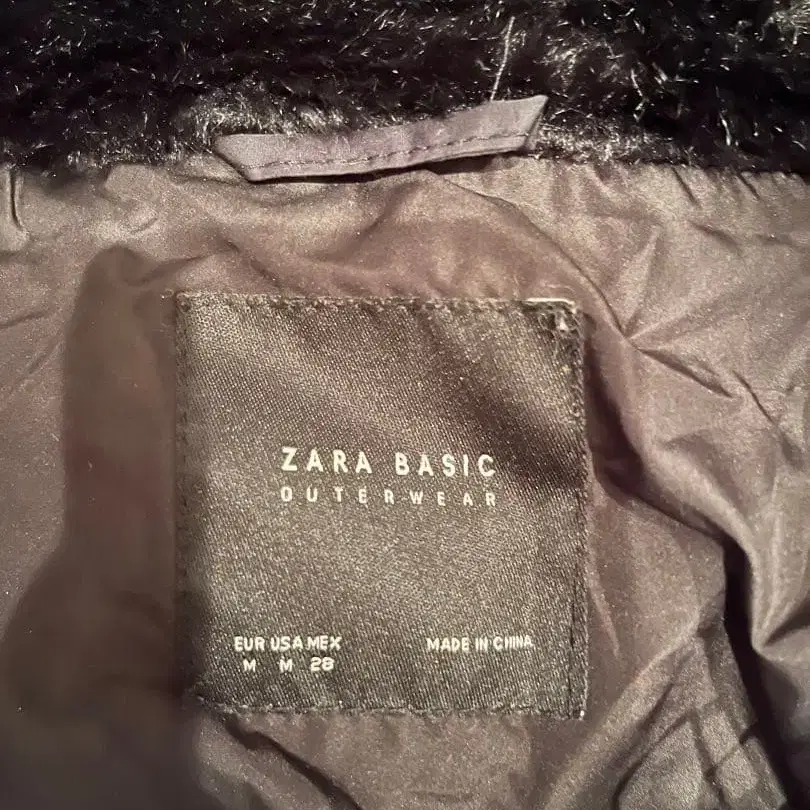 ZARA BASIC
OUTERWEAR
EUR USA MEX
M M 28
MADE IN CHINA